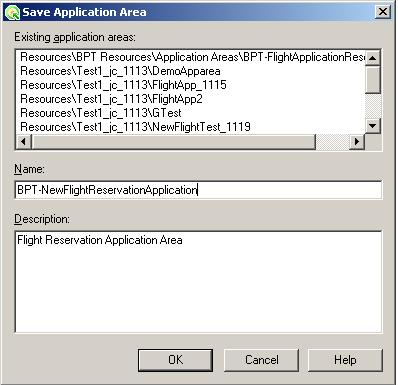 Save Application Area
Existing application areas:
Resources\BPT Resources\Application Areas\BPT-FlightApplicationReso
Resources\Test1_jc_1113\DemoApparea
Resources\Test1_jc_1113\FlightApp_1115
Resources\Test1_jc_1113\FlightApp2
Resources\Test1_jc_1113\GTest
Resources\Test1_jc_1113\NewFlightTest_1119
Name:
BPT-NewFlightReservationApplication
Description:
Flight Reservation Application Area
OK Cancel Help